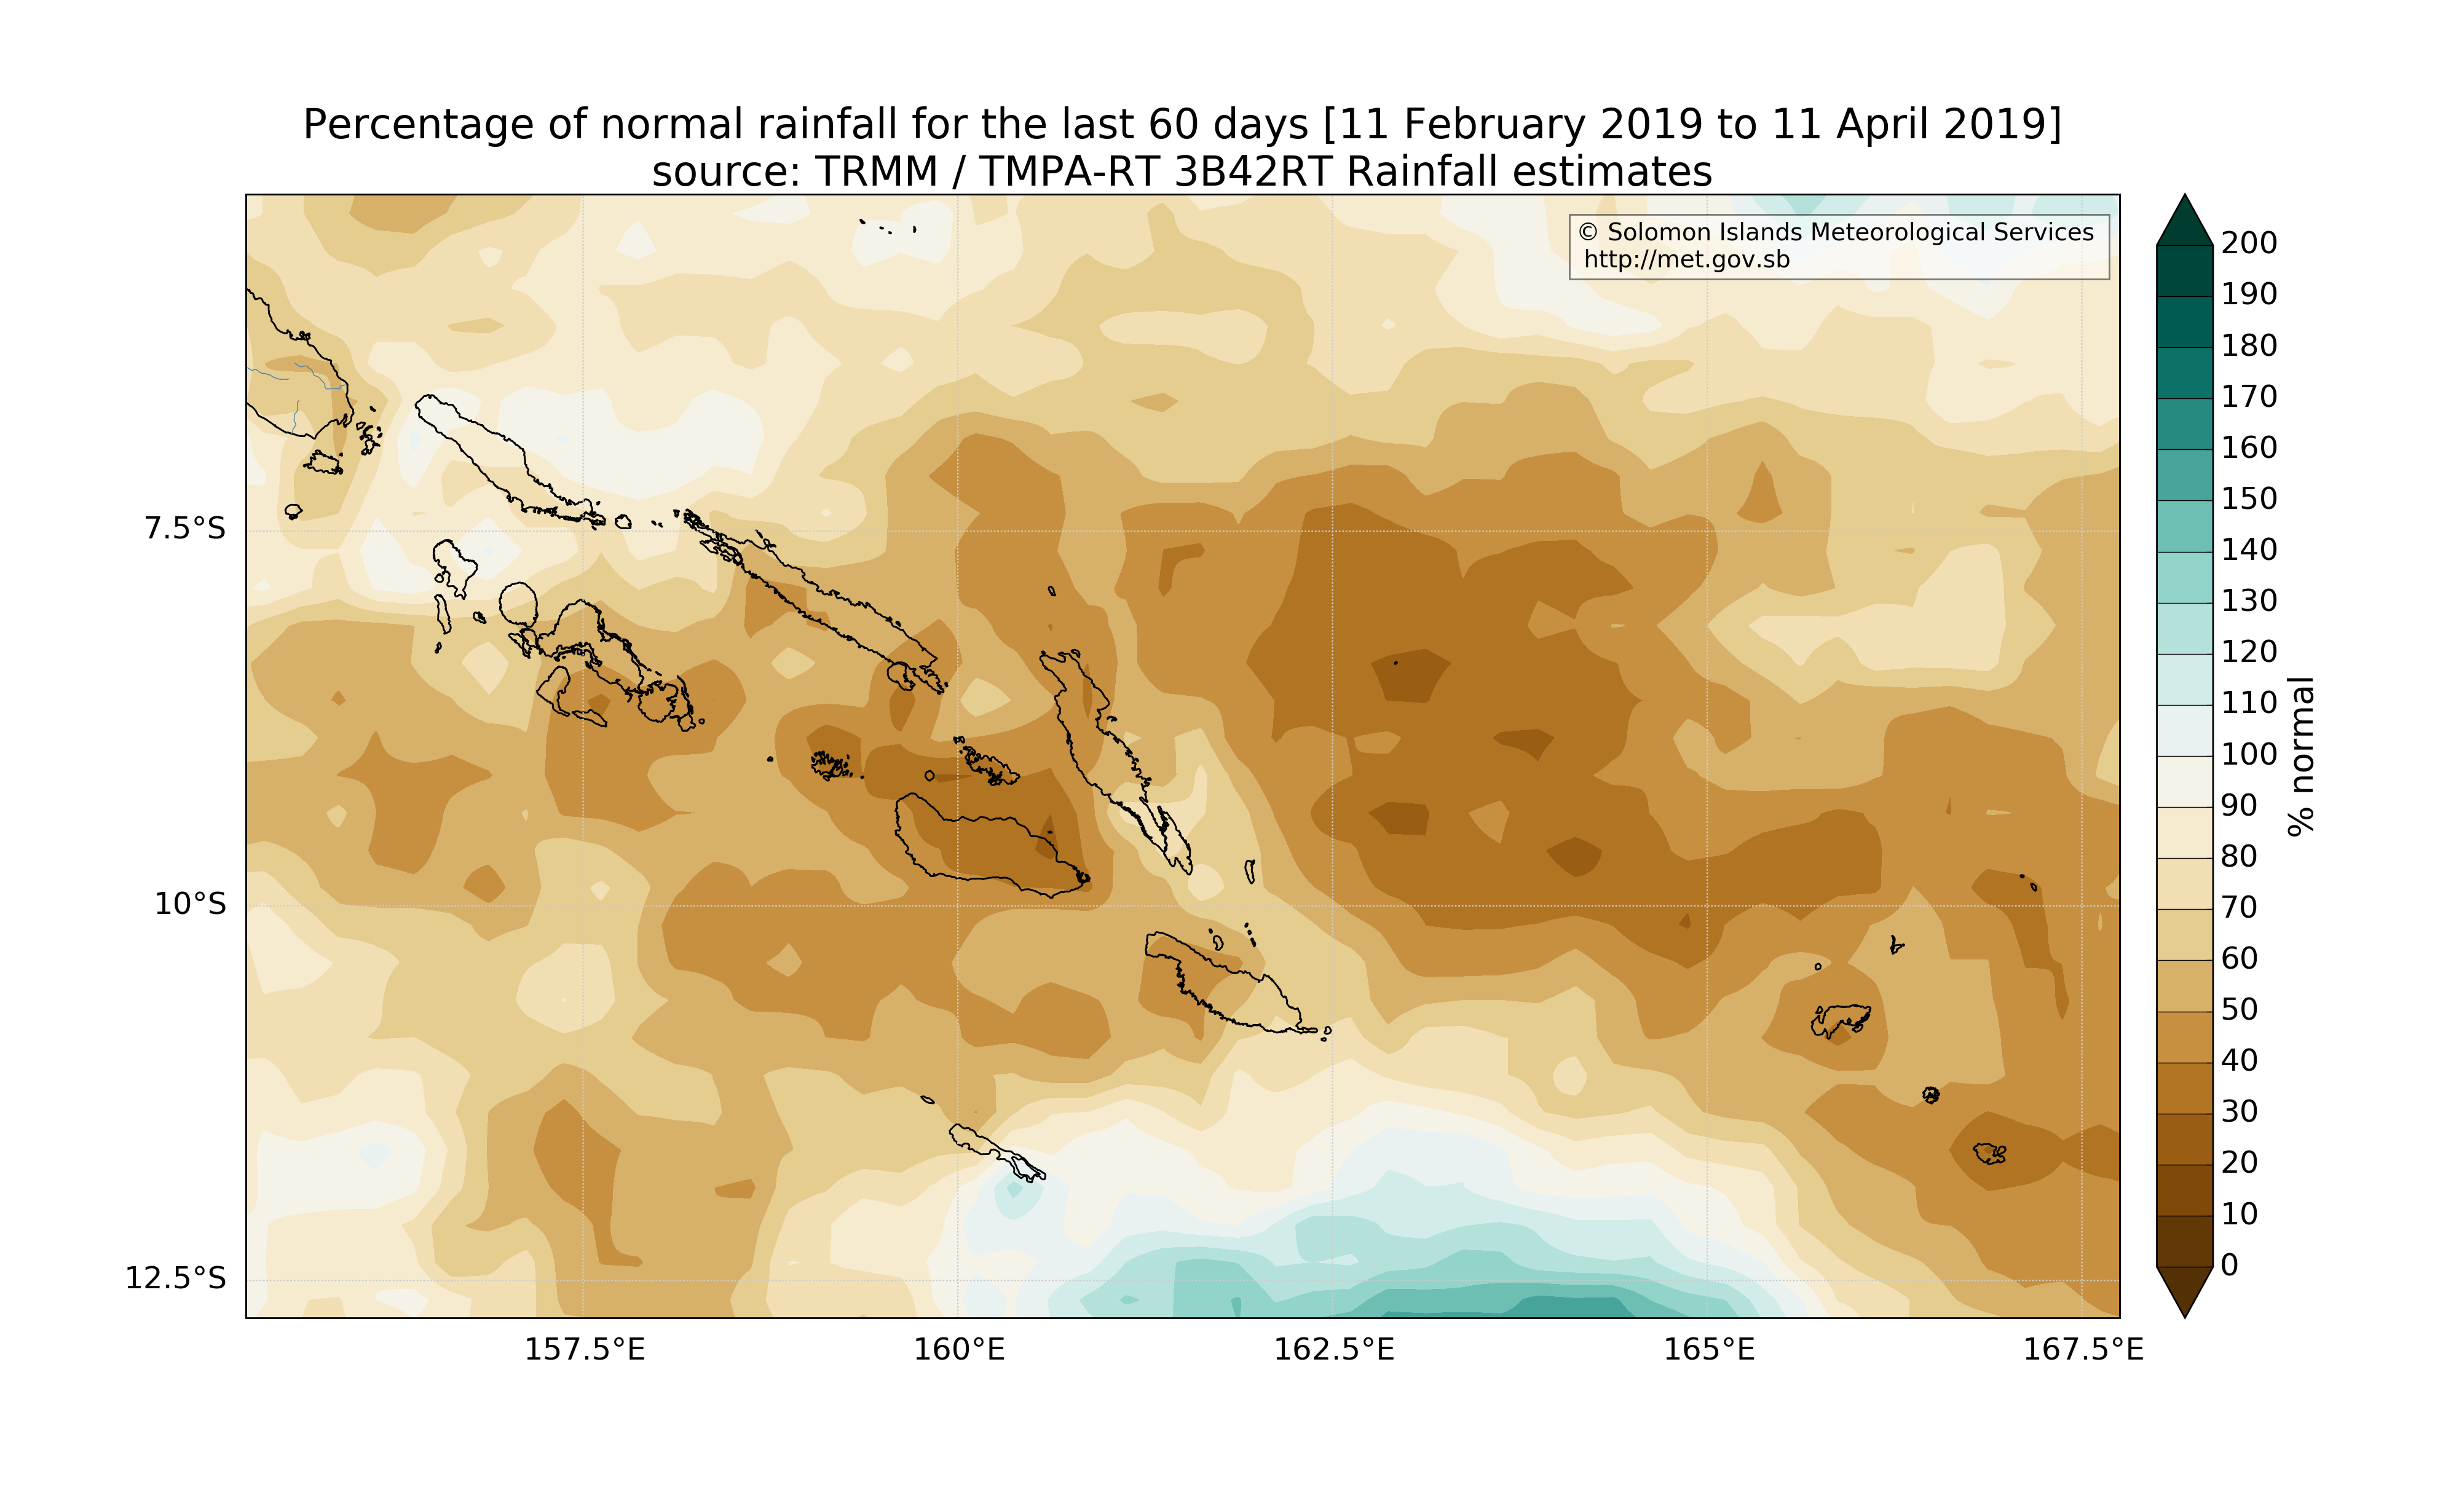 Percentage of normal rainfall for the last 60 days [11 February 2019 to 11 April 2019]
source: TRMM / TMPA-RT 3B42RT Rainfall estimates
© Solomon Islands Meteorological Services
http://met.gov.sb
7.5°S
10°S
12.5°S
157.5°E
160°E
162.5°E
165°E
167.5°E
200
190
180
170
160
150
140
130
120
110
100
90
80
70
60
50
40
30
20
10
0
% normal